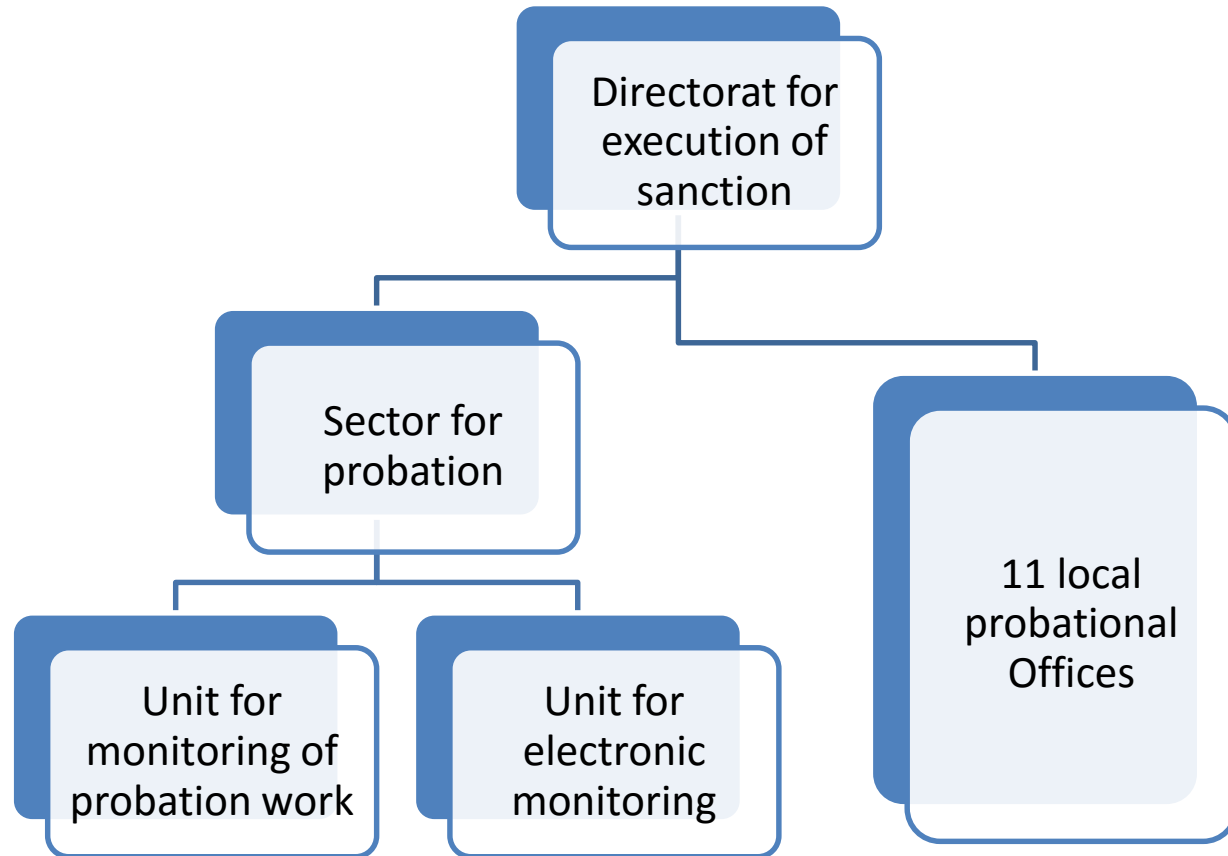 Directorat for
execution of
sanction
Sector for
probation
11 local
probational
Offices
Unit for
monitoring of
probation work
Unit for
electronic
monitoring